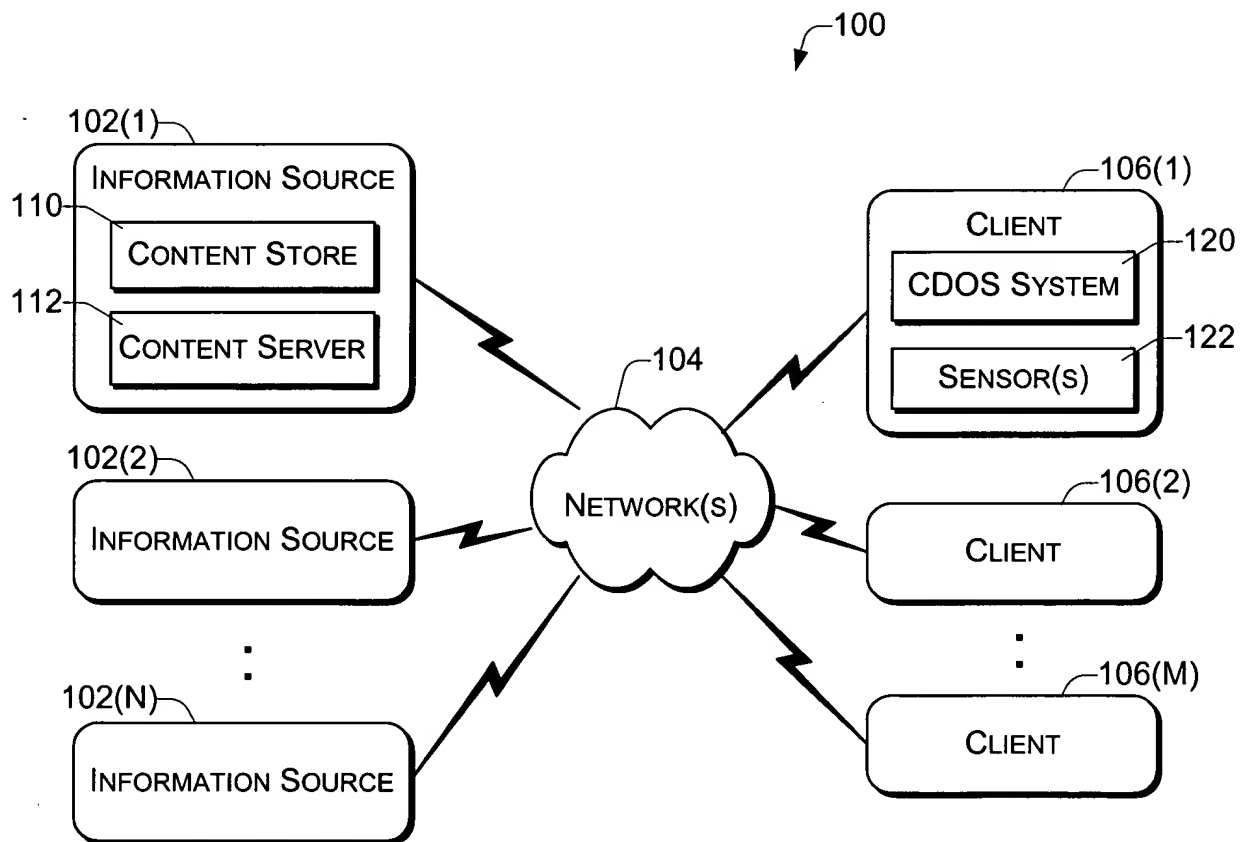 100
102(1)
INFORMATION SOURCE
110
CONTENT STORE
112
CONTENT SERVER
102(2)
INFORMATION SOURCE
102(N)
INFORMATION SOURCE
104
NETWORK(S)
106(1)
CLIENT
120
CDOS SYSTEM
122
SENSOR(S)
106(2)
CLIENT
106(M)
CLIENT